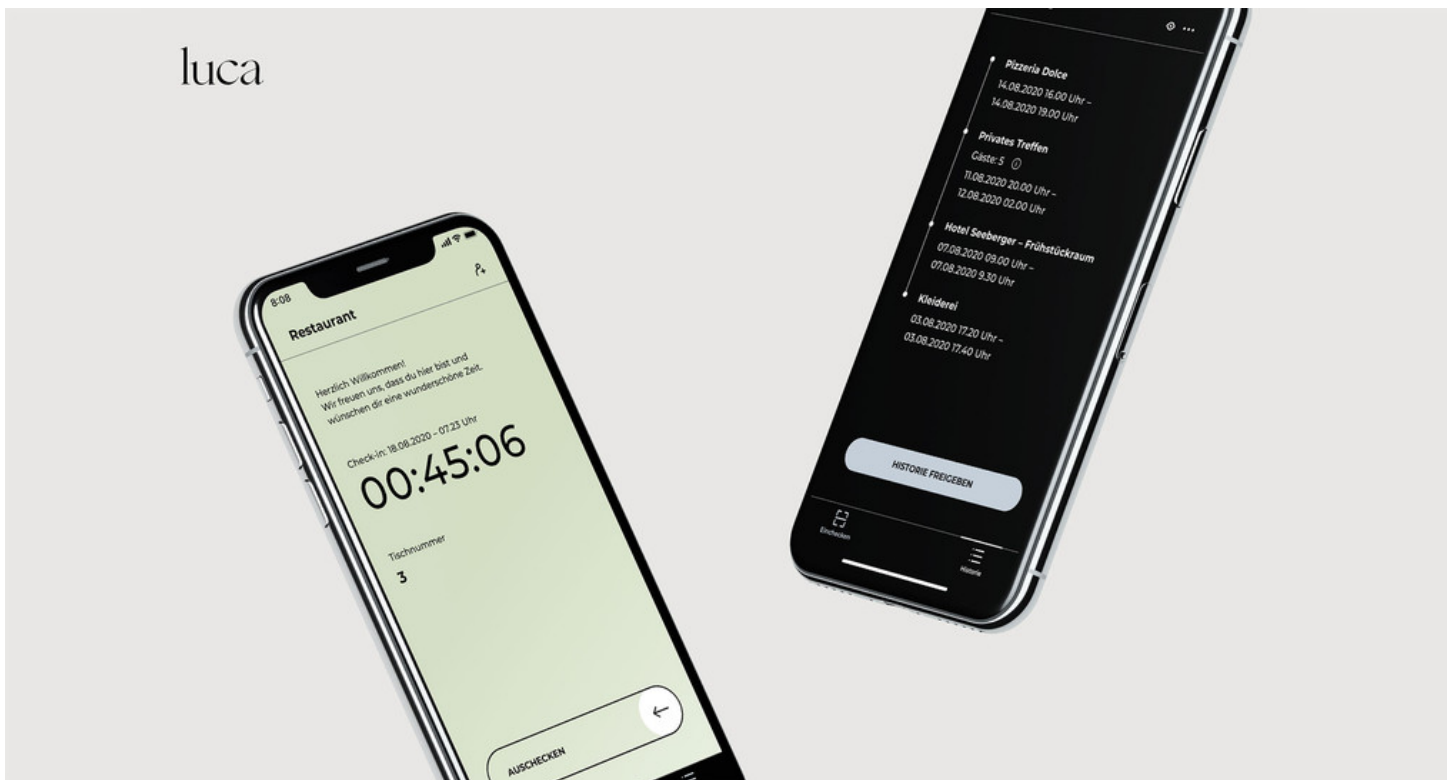 luca
8:08
Restaurant
Herzlich Willkommen!
Wir freuen uns, dass du hier bist und
wünschen dir eine wunderschöne Zeit.
Check-in: 18.08.2020 – 07.23 Uhr
00:45:06
Tischnummer
3
AUSCHECKEN
Pizzeria Dolce
14.08.2020 16.00 Uhr –
14.08.2020 19.00 Uhr
Privates Treffen
Gäste: 5
11.08.2020 20.00 Uhr –
12.08.2020 02.00 Uhr
Hotel Seeberger – Frühstückraum
07.08.2020 09.00 Uhr –
07.08.2020 9.30 Uhr
Kleiderei
03.08.2020 17.20 Uhr –
03.08.2020 17.40 Uhr
HISTORIE FREIGEBEN
Einchecken
Historie